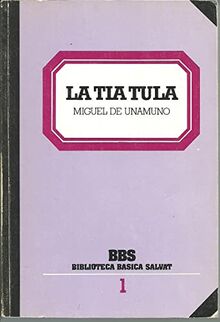 LA TIA TULA
MIGUEL DE UNAMUNO
BBS
BIBLIOTECA BASICA SALVAT
1